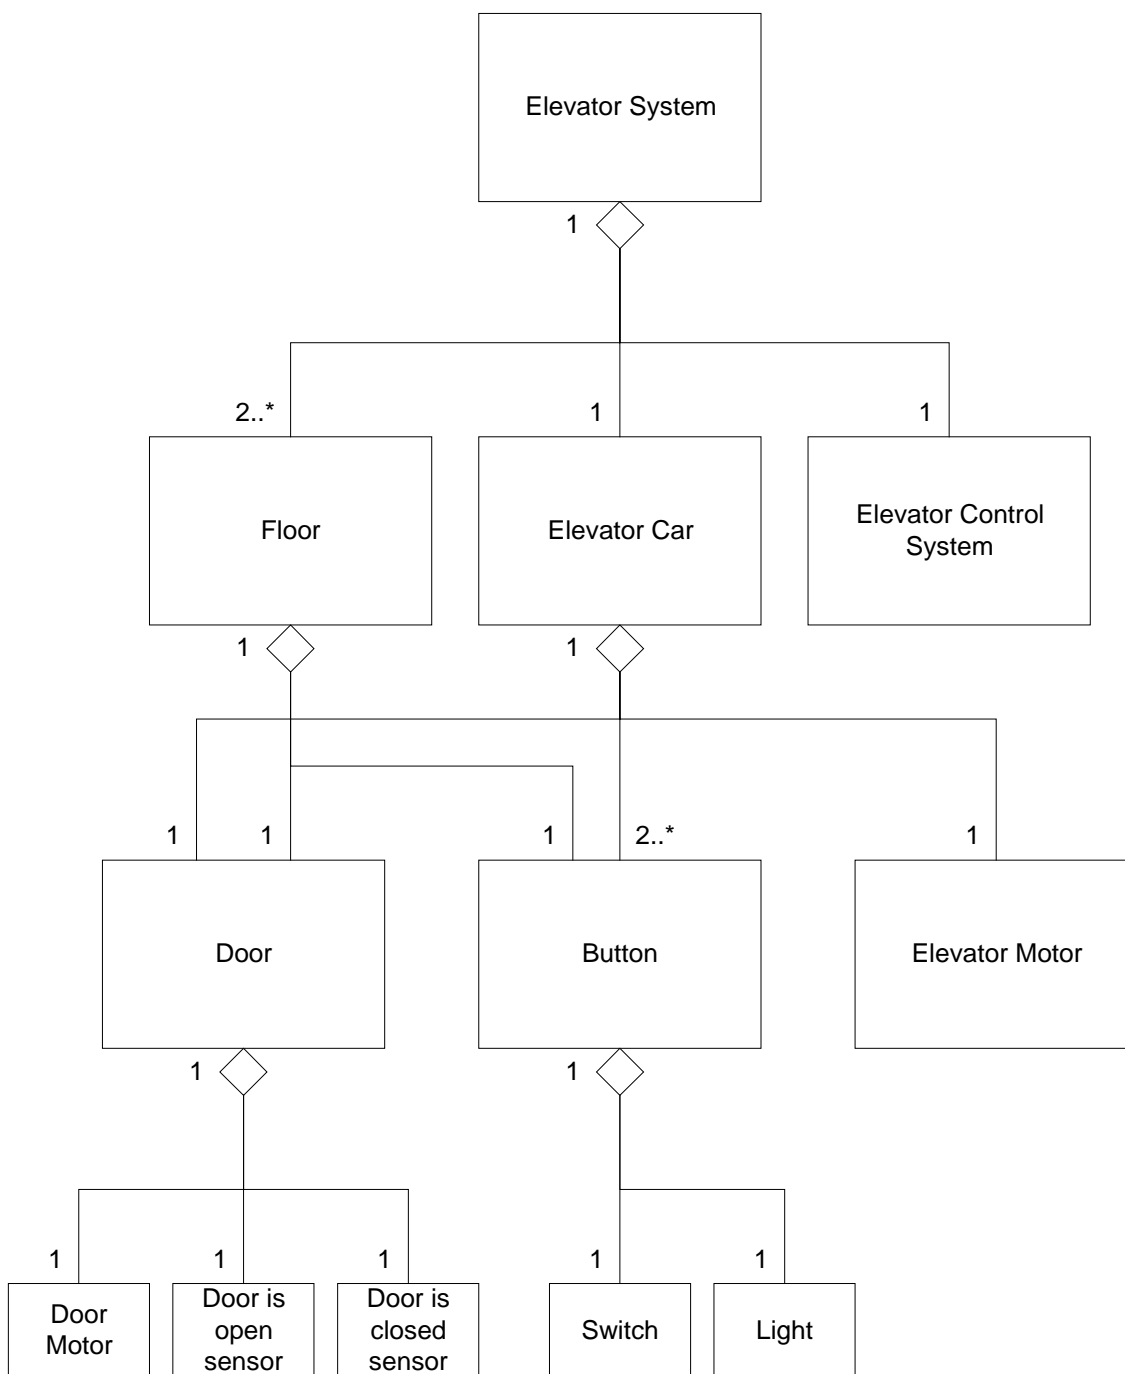 Elevator System
1
2..*
1
1
Floor
Elevator Car
Elevator Control
System
1
1
1
1
1
2..*
1
Door
Button
Elevator Motor
1
1
1
1
1
1
1
Door
Motor
Door is
open
sensor
Door is
closed
sensor
Switch
Light